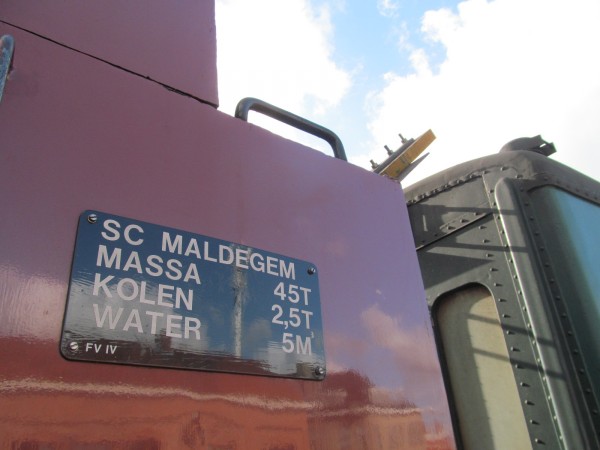 SC MALDEGEM
MASSA 45T
KOLEN 2,5T
WATER 5M
FV IV